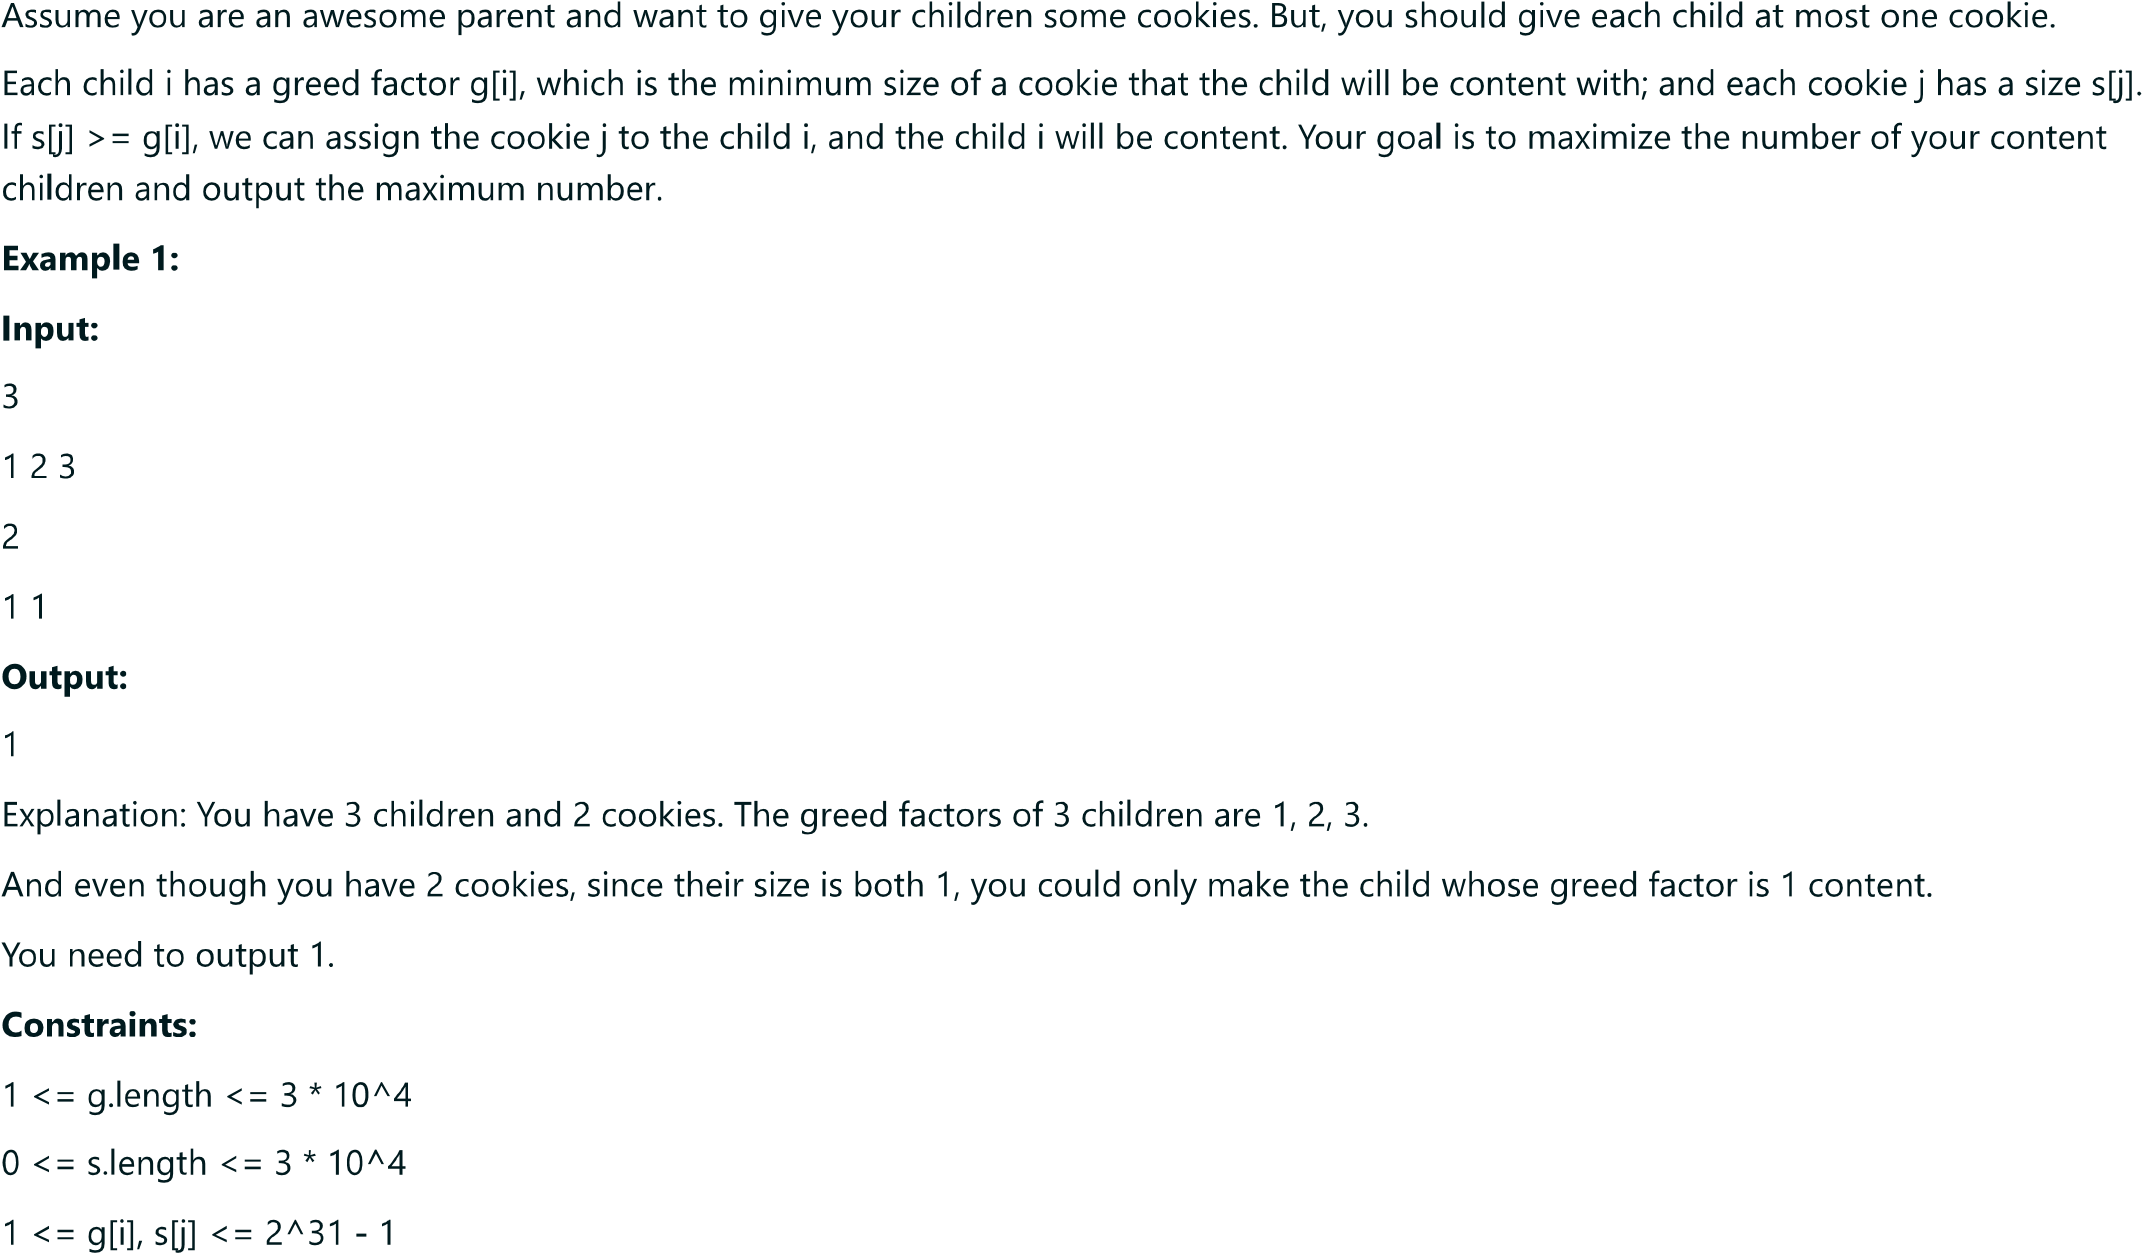 Assume you are an awesome parent and want to give your children some cookies. But, you should give each child at most one cookie.
Each child i has a greed factor g[i], which is the minimum size of a cookie that the child will be content with; and each cookie j has a size s[j].
If s[j] >= g[i], we can assign the cookie j to the child i, and the child i will be content. Your goal is to maximize the number of your content
children and output the maximum number.
Example 1:
Input:
3
1 2 3
2
1 1
Output:
1
Explanation: You have 3 children and 2 cookies. The greed factors of 3 children are 1, 2, 3.
And even though you have 2 cookies, since their size is both 1, you could only make the child whose greed factor is 1 content.
You need to output 1.
Constraints:
1 <= g.length <= 3 * 10^4
0 <= s.length <= 3 * 10^4
1 <= g[i], s[j] <= 2^31 - 1